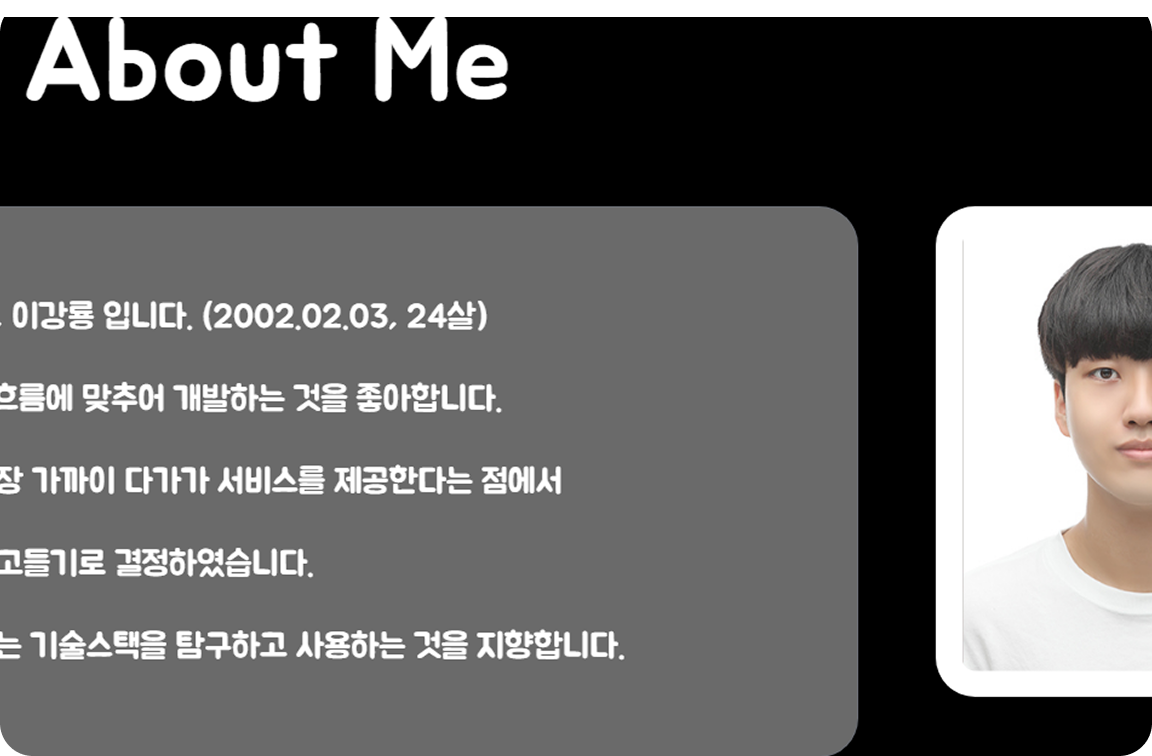 About Me
. 이강룡 입니다. (2002.02.03, 24살)
흐름에 맞추어 개발하는 것을 좋아합니다.
장 가까이 다가가 서비스를 제공한다는 점에서
고들기로 결정하였습니다.
는 기술스택을 탐구하고 사용하는 것을 지향합니다.